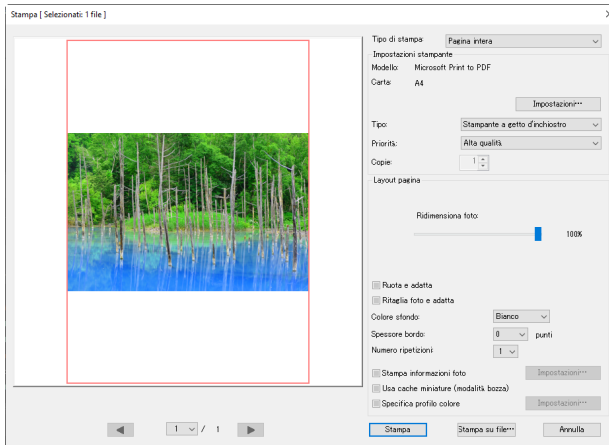 Stampa [ Selezionati: 1 file ]
Tipo di stampa: Pagina intera
Impostazioni stampante
Modello: Microsoft Print to PDF
Carta: A4
Impostazioni...
Tipo: Stampante a getto d'inchiostro
Priorità: Alta qualità
Copie: 1
Layout pagina
Ridimensiona foto:
100%
Ruota e adatta
Ritaglia foto e adatta
Colore sfondo: Bianco
Spessore bordo: 0 punti
Numero ripetizioni: 1
Stampa informazioni foto Impostazioni...
Usa cache miniature (modalità bozza)
Specifica profilo colore Impostazioni...
1 / 1 Stampa Stampa su file... Annulla